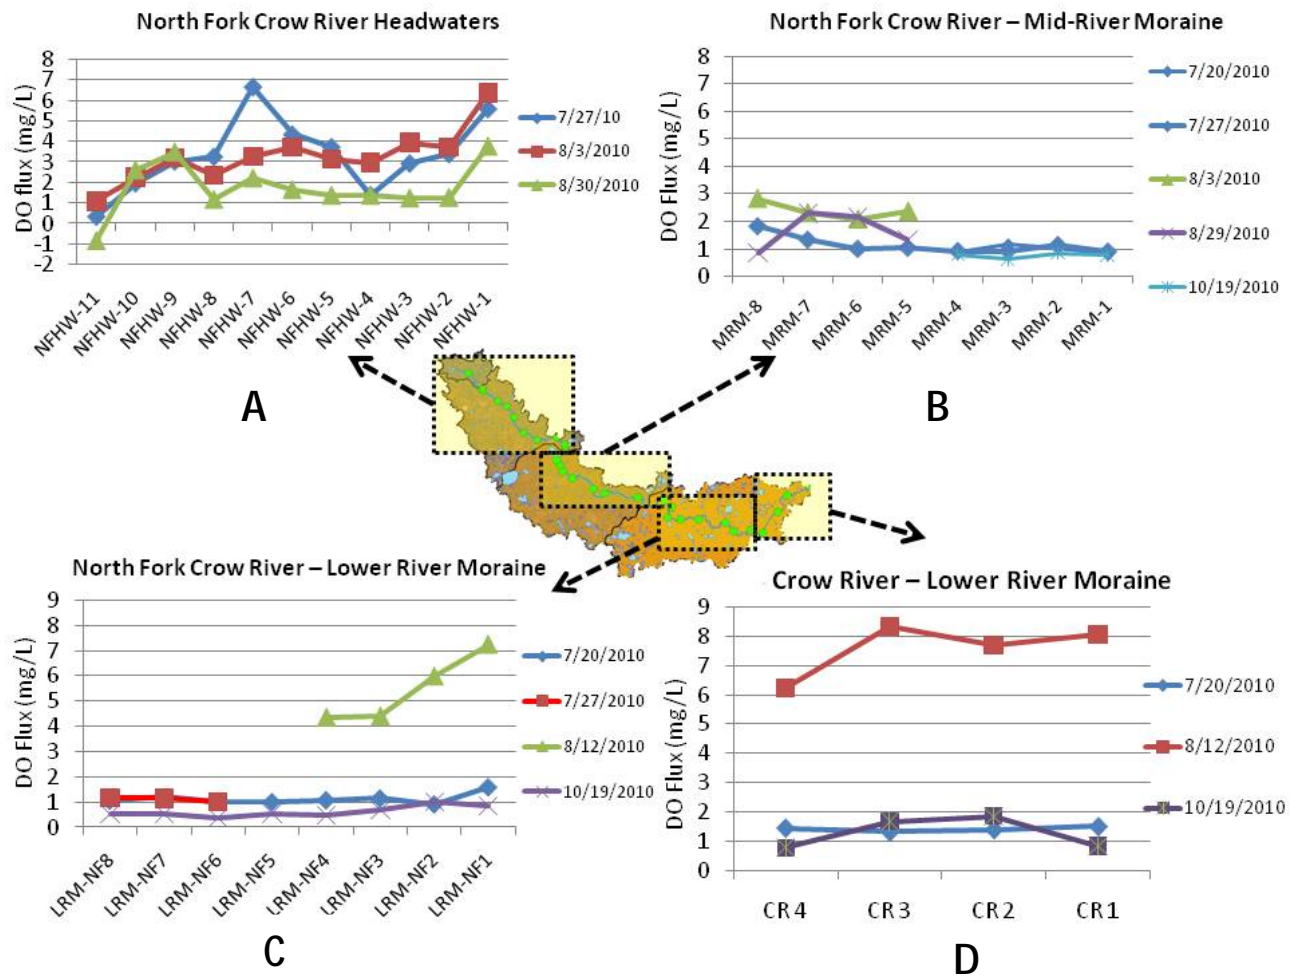 North Fork Crow River Headwaters
DO flux (mg/L)
8
7
6
5
4
3
2
1
0
-1
-2
NFHW-11
NFHW-10
NFHW-9
NFHW-8
NFHW-7
NFHW-6
NFHW-5
NFHW-4
NFHW-3
NFHW-2
NFHW-1
7/27/10
8/3/2010
8/30/2010
A
North Fork Crow River – Mid-River Moraine
DO Flux (mg/L)
8
7
6
5
4
3
2
1
0
MRM-8
MRM-7
MRM-6
MRM-5
MRM-4
MRM-3
MRM-2
MRM-1
7/20/2010
7/27/2010
8/3/2010
8/29/2010
10/19/2010
B
North Fork Crow River – Lower River Moraine
DO Flux (mg/L)
9
8
7
6
5
4
3
2
1
0
LRM-NF8
LRM-NF7
LRM-NF6
LRM-NF5
LRM-NF4
LRM-NF3
LRM-NF2
LRM-NF1
7/20/2010
7/27/2010
8/12/2010
10/19/2010
C
Crow River – Lower River Moraine
DO Flux (mg/L)
9
8
7
6
5
4
3
2
1
0
CR4
CR3
CR2
CR1
7/20/2010
8/12/2010
10/19/2010
D